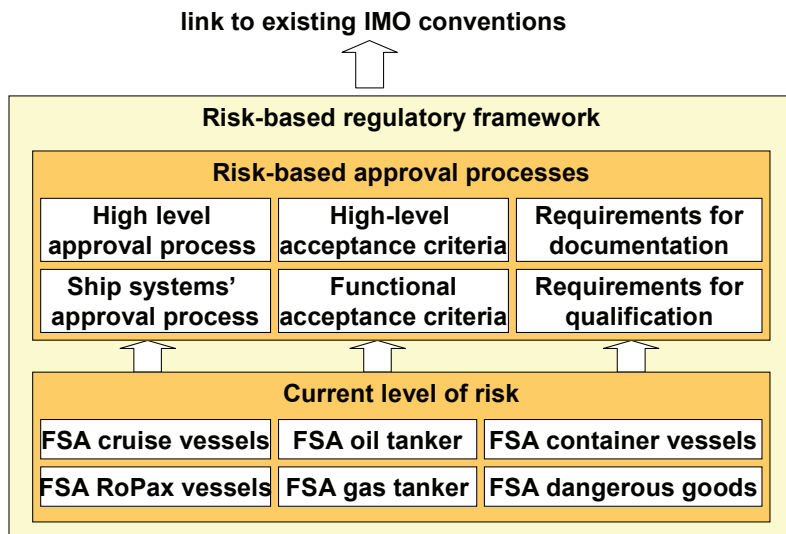 link to existing IMO conventions
Risk-based regulatory framework
Risk-based approval processes
High level
approval process
High-level
acceptance criteria
Requirements for
documentation
Ship systems’
approval process
Functional
acceptance criteria
Requirements for
qualification
Current level of risk
FSA cruise vessels
FSA oil tanker
FSA container vessels
FSA RoPax vessels
FSA gas tanker
FSA dangerous goods